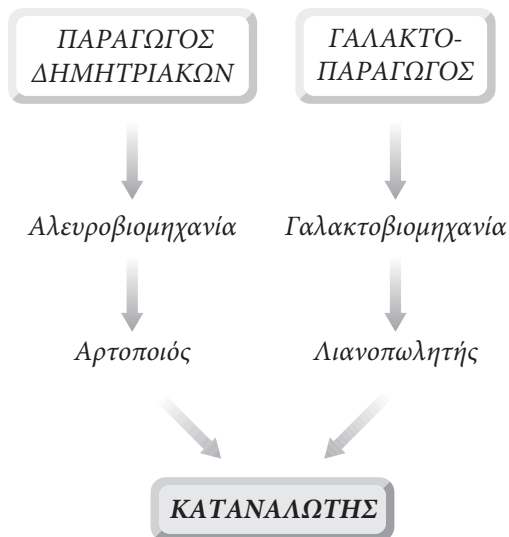 ΠΑΡΑΓΩΓΟΣ
ΔΗΜΗΤΡΙΑΚΩΝ
ΓΑΛΑΚΤΟ-
ΠΑΡΑΓΩΓΟΣ
Αλευροβιομηχανία
Γαλακτοβιομηχανία
Αρτοποιός
Λιανοπωλητής
ΚΑΤΑΝΑΛΩΤΗΣ